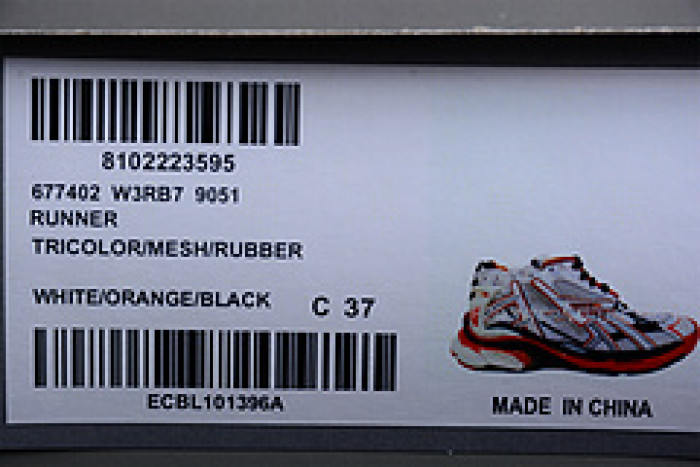 8102223595
677402 W3RB7 9051
RUNNER
TRICOLOR/MESH/RUBBER
WHITE/ORANGE/BLACK C 37
ECBL101396A
MADE IN CHINA